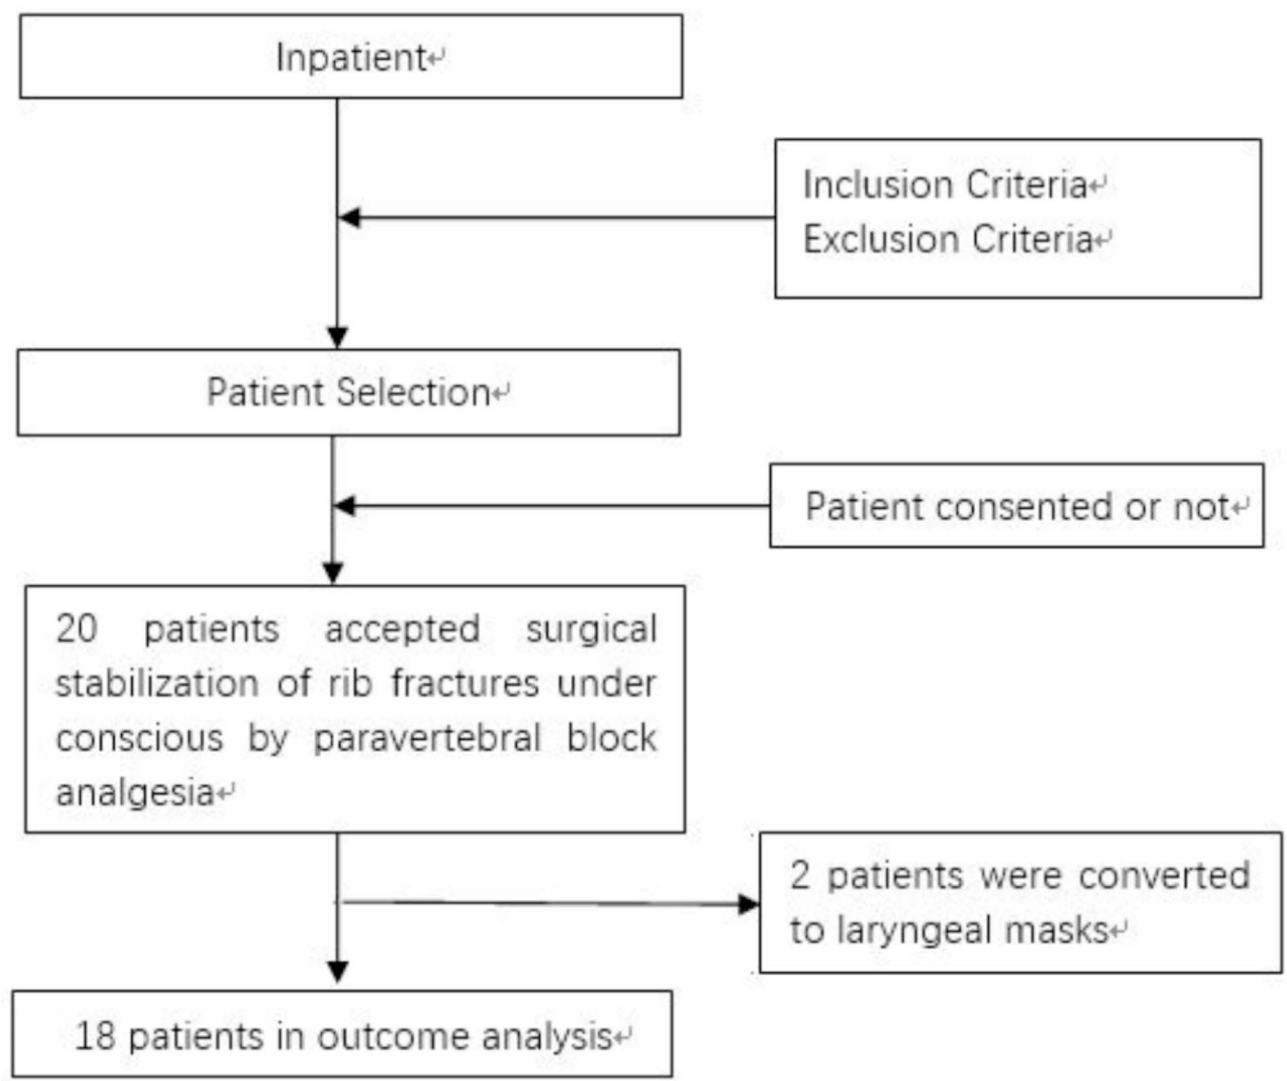 Inpatient↵
Inclusion Criteria↵
Exclusion Criteria↵
Patient Selection↵
Patient consented or not↵
20 patients accepted surgical
stabilization of rib fractures under
conscious by paravertebral block
analgesia↵
2 patients were converted
to laryngeal masks↵
18 patients in outcome analysis↵